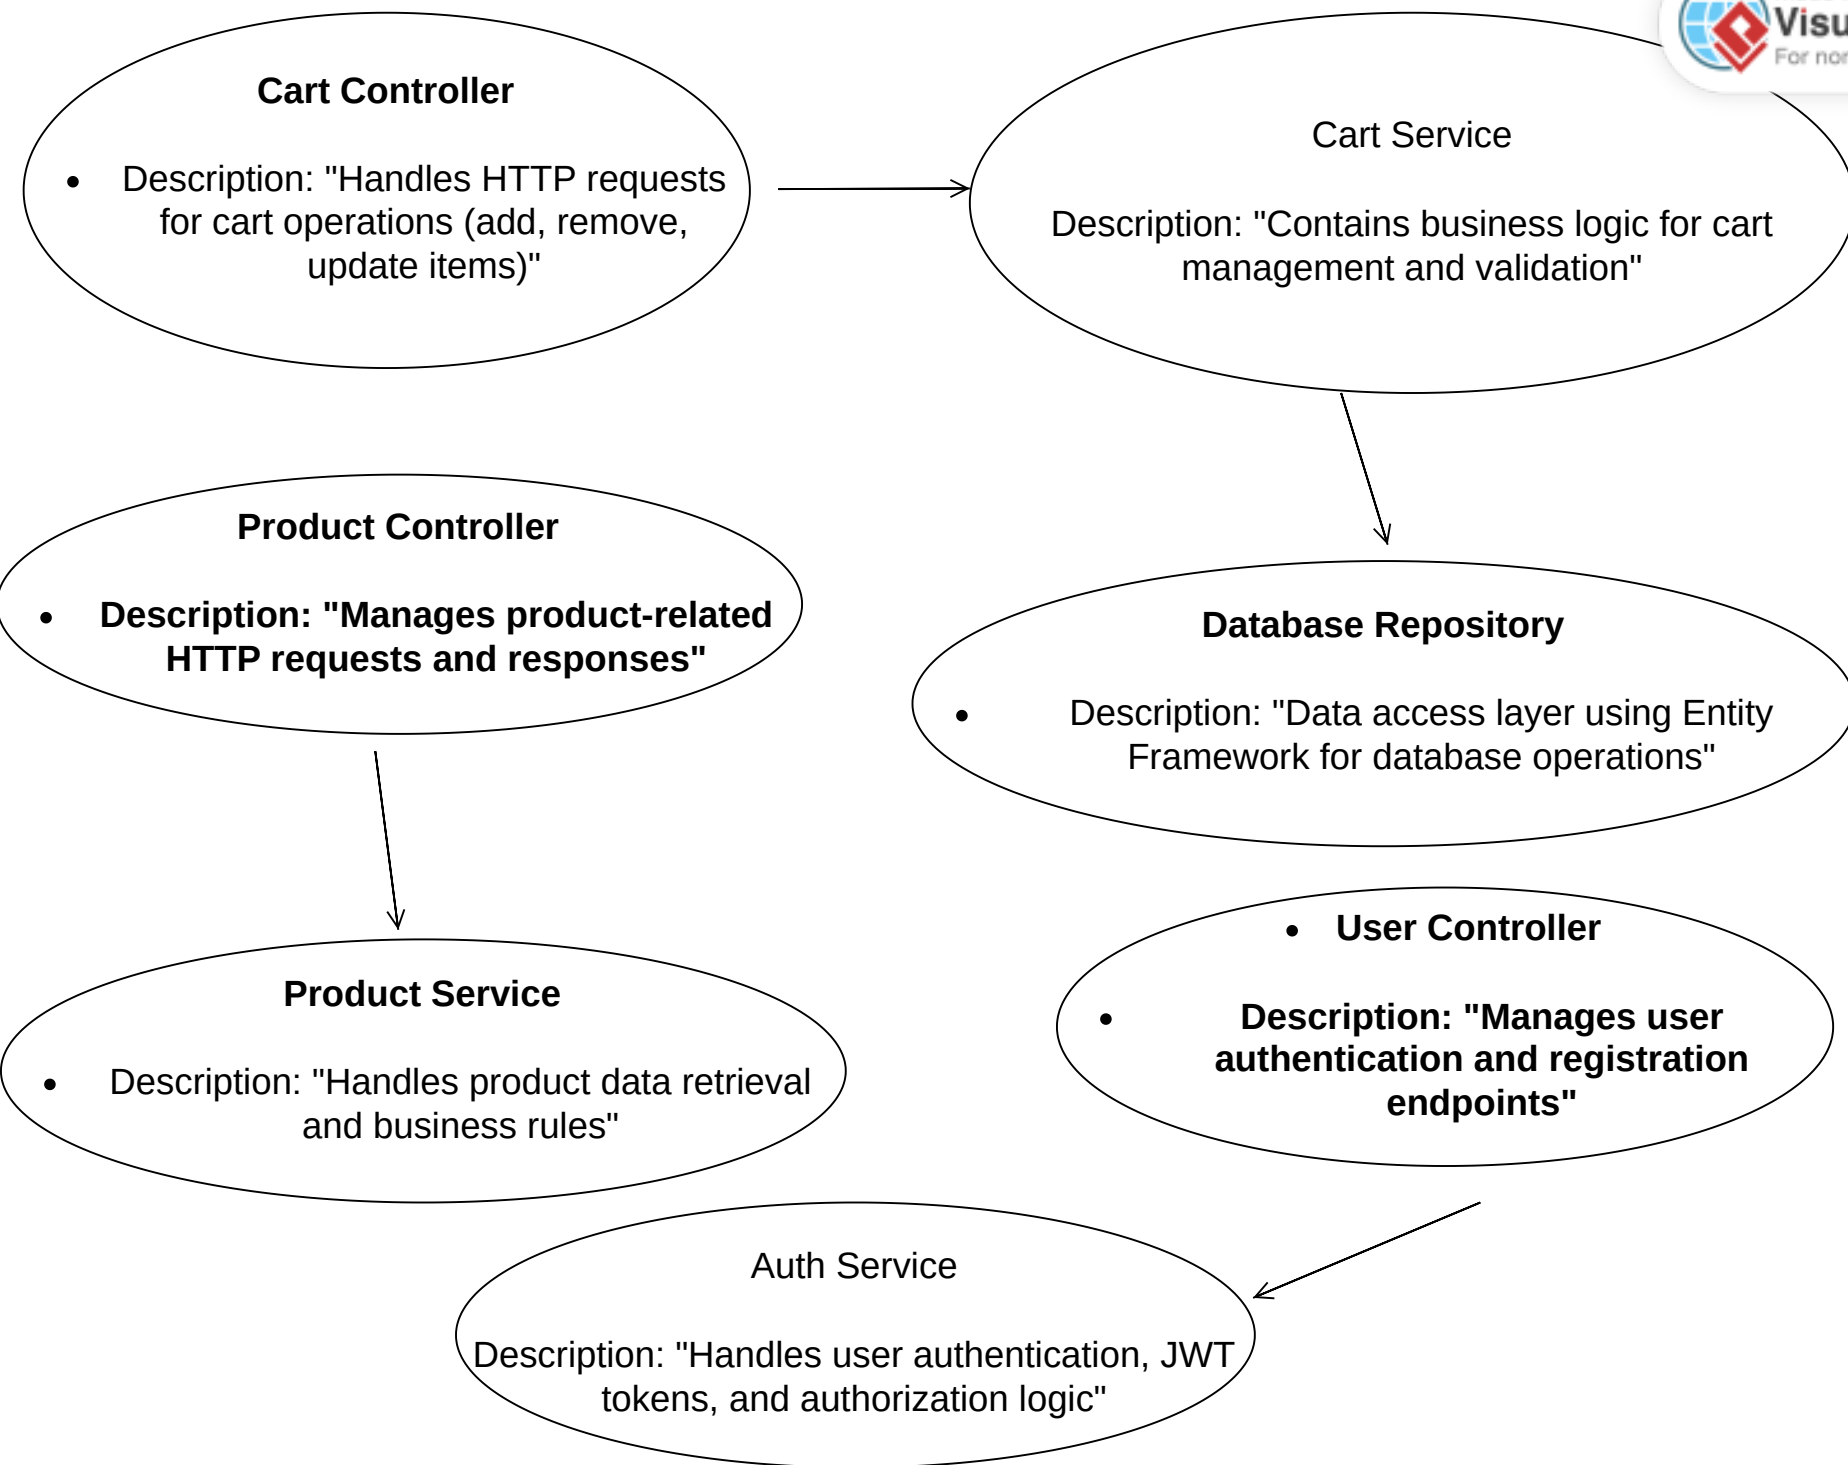 Cart Controller
• Description: "Handles HTTP requests
for cart operations (add, remove,
update items)"
Cart Service
Description: "Contains business logic for cart
management and validation"
Product Controller
• Description: "Manages product-related
HTTP requests and responses"
Database Repository
• Description: "Data access layer using Entity
Framework for database operations"
Product Service
• Description: "Handles product data retrieval
and business rules"
• User Controller
• Description: "Manages user
authentication and registration
endpoints"
Auth Service
Description: "Handles user authentication, JWT
tokens, and authorization logic"
For